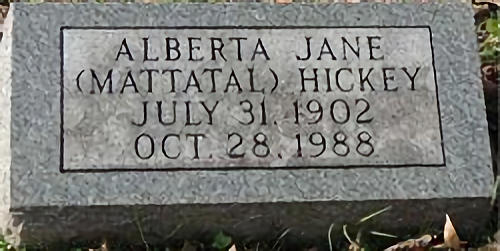 ALBERTA JANE
(MATTATAL) HICKEY
JULY 31, 1902
OCT. 28, 1988